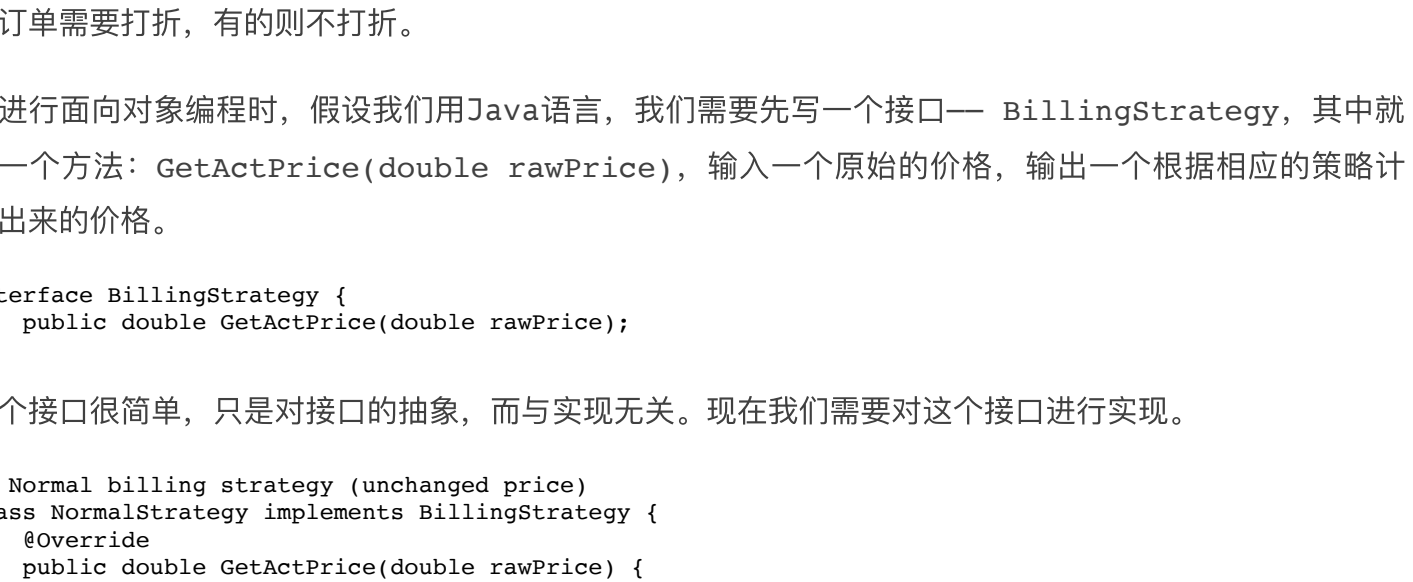 订单需要打折，有的则不打折。
进行面向对象编程时，假设我们用Java语言，我们需要先写一个接口—— BillingStrategy，其中就
一个方法：GetActPrice(double rawPrice)，输入一个原始的价格，输出一个根据相应的策略计
出来的价格。
terface BillingStrategy {
public double GetActPrice(double rawPrice);
个接口很简单，只是对接口的抽象，而与实现无关。现在我们需要对这个接口进行实现。
Normal billing strategy (unchanged price)
ass NormalStrategy implements BillingStrategy {
@Override
public double GetActPrice(double rawPrice) {